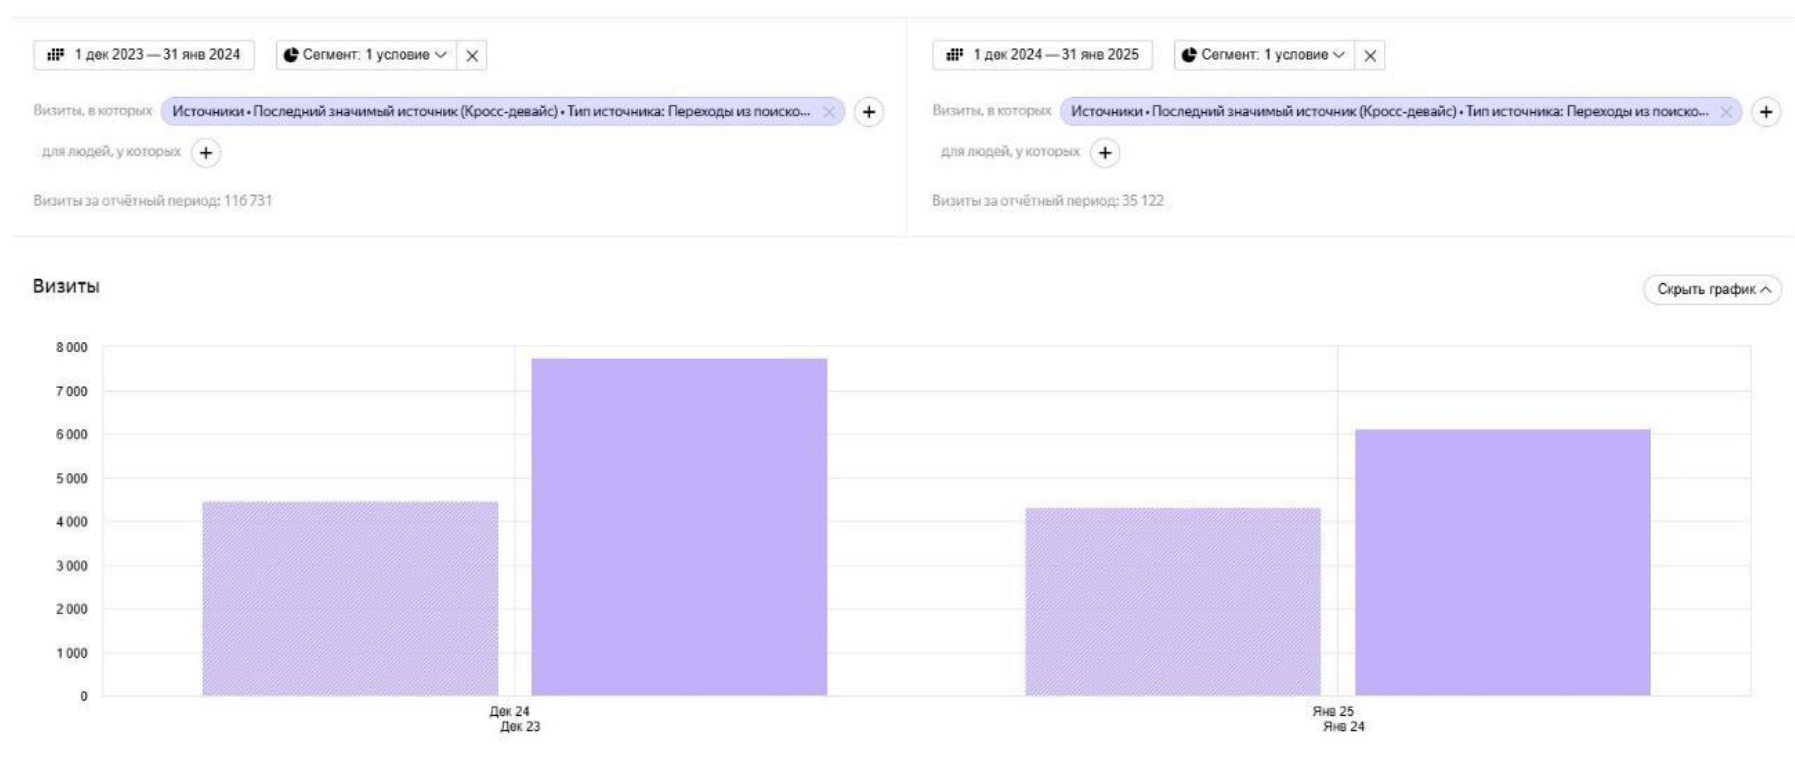 1 дек 2023 — 31 янв 2024 Сегмент: 1 условие
1 дек 2024 — 31 янв 2025 Сегмент: 1 условие
Визиты, в которых Источники • Последний значимый источник (Кросс-девайс) • Тип источника: Переходы из поиско...
Визиты, в которых Источники • Последний значимый источник (Кросс-девайс) • Тип источника: Переходы из поиско...
для людей, у которых
для людей, у которых
Визиты за отчётный период: 116 731
Визиты за отчётный период: 35 122
Визиты
Скрыть график
8 000
7 000
6 000
5 000
4 000
3 000
2 000
1 000
0
Дек 24
Дек 23
Янв 25
Янв 24